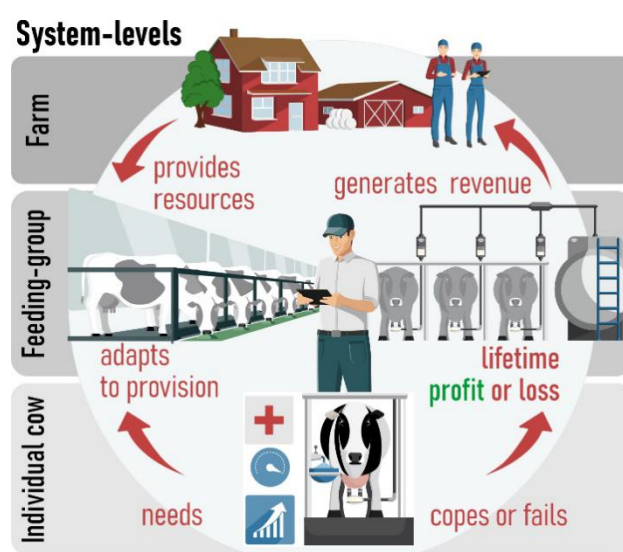 System-levels
Farm
provides
resources
generates revenue
Feeding-group
adapts
to provision
lifetime
profit or loss
Individual cow
needs
copes or fails